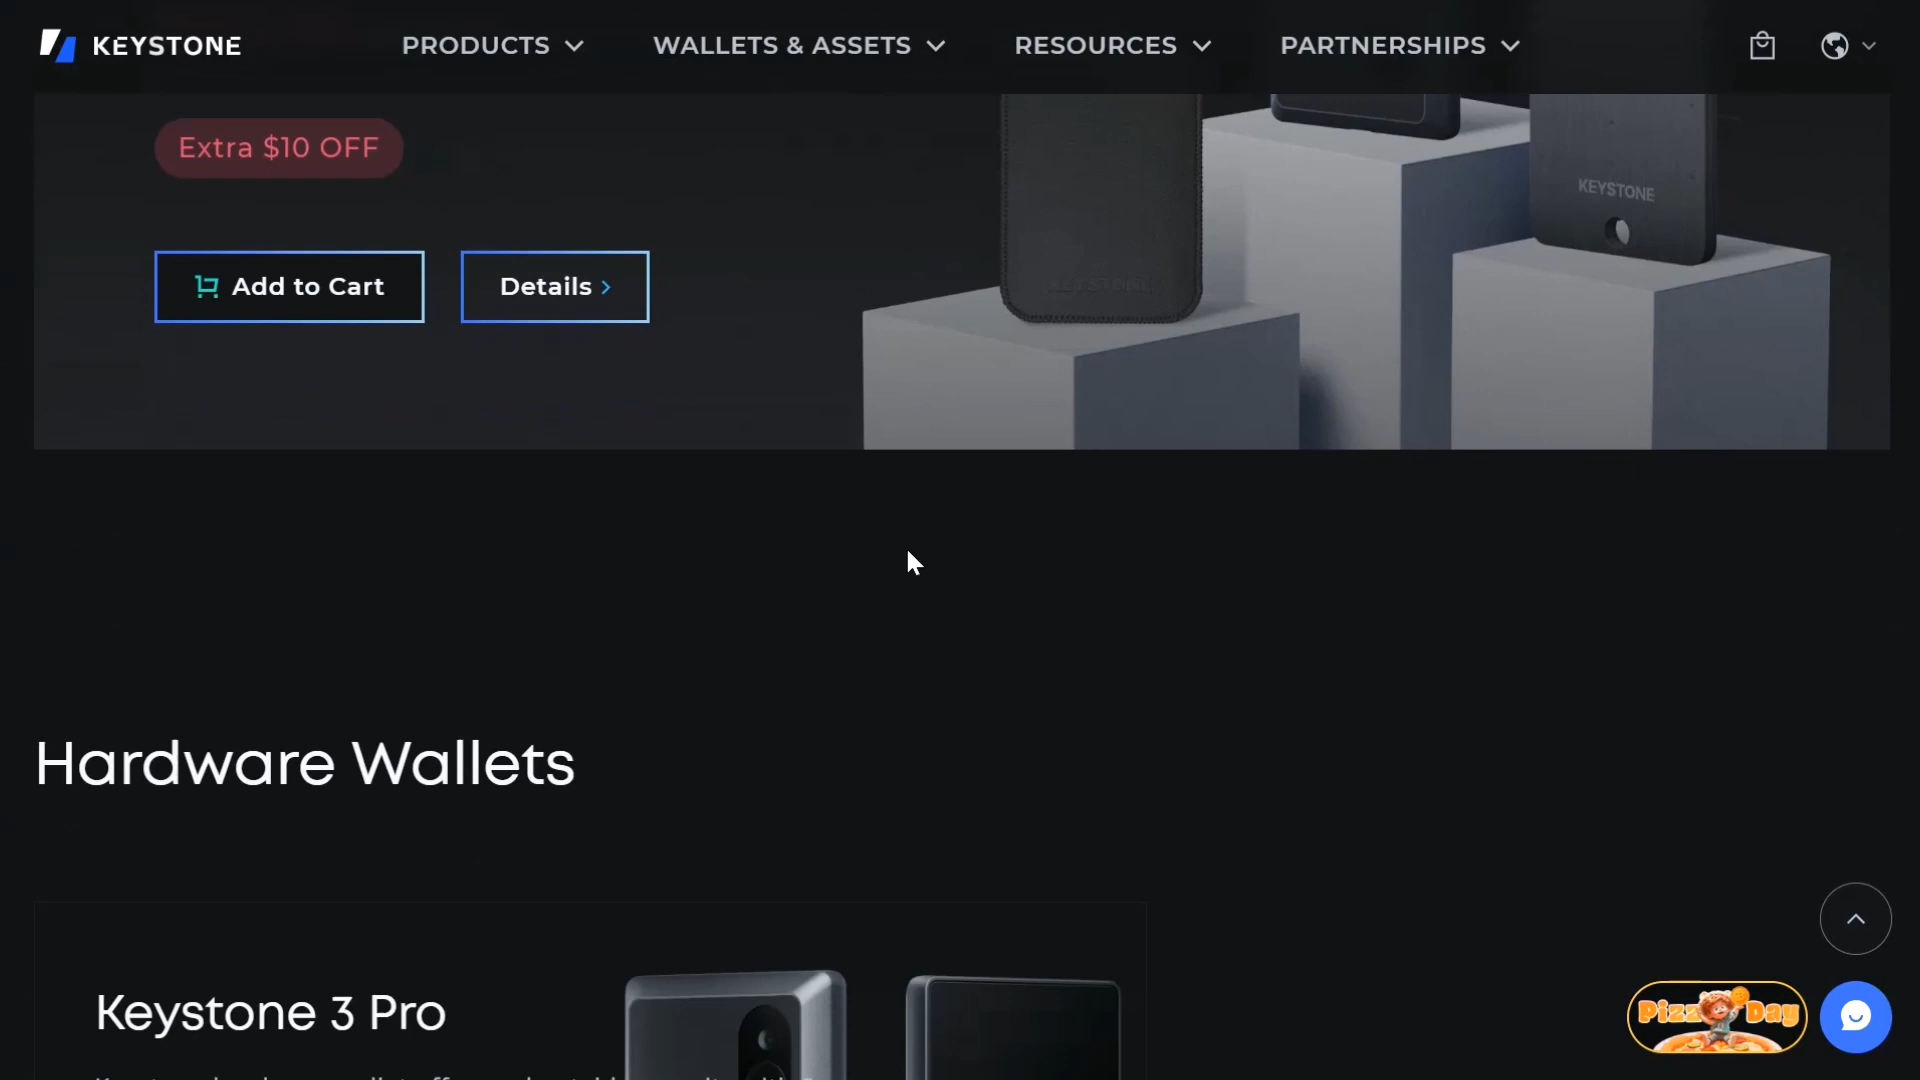 KEYSTONE
PRODUCTS
WALLETS & ASSETS
RESOURCES
PARTNERSHIPS
Extra $10 OFF
Add to Cart
Details
KEYSTONE
KEYSTONE
Hardware Wallets
Keystone 3 Pro
Pizza Day